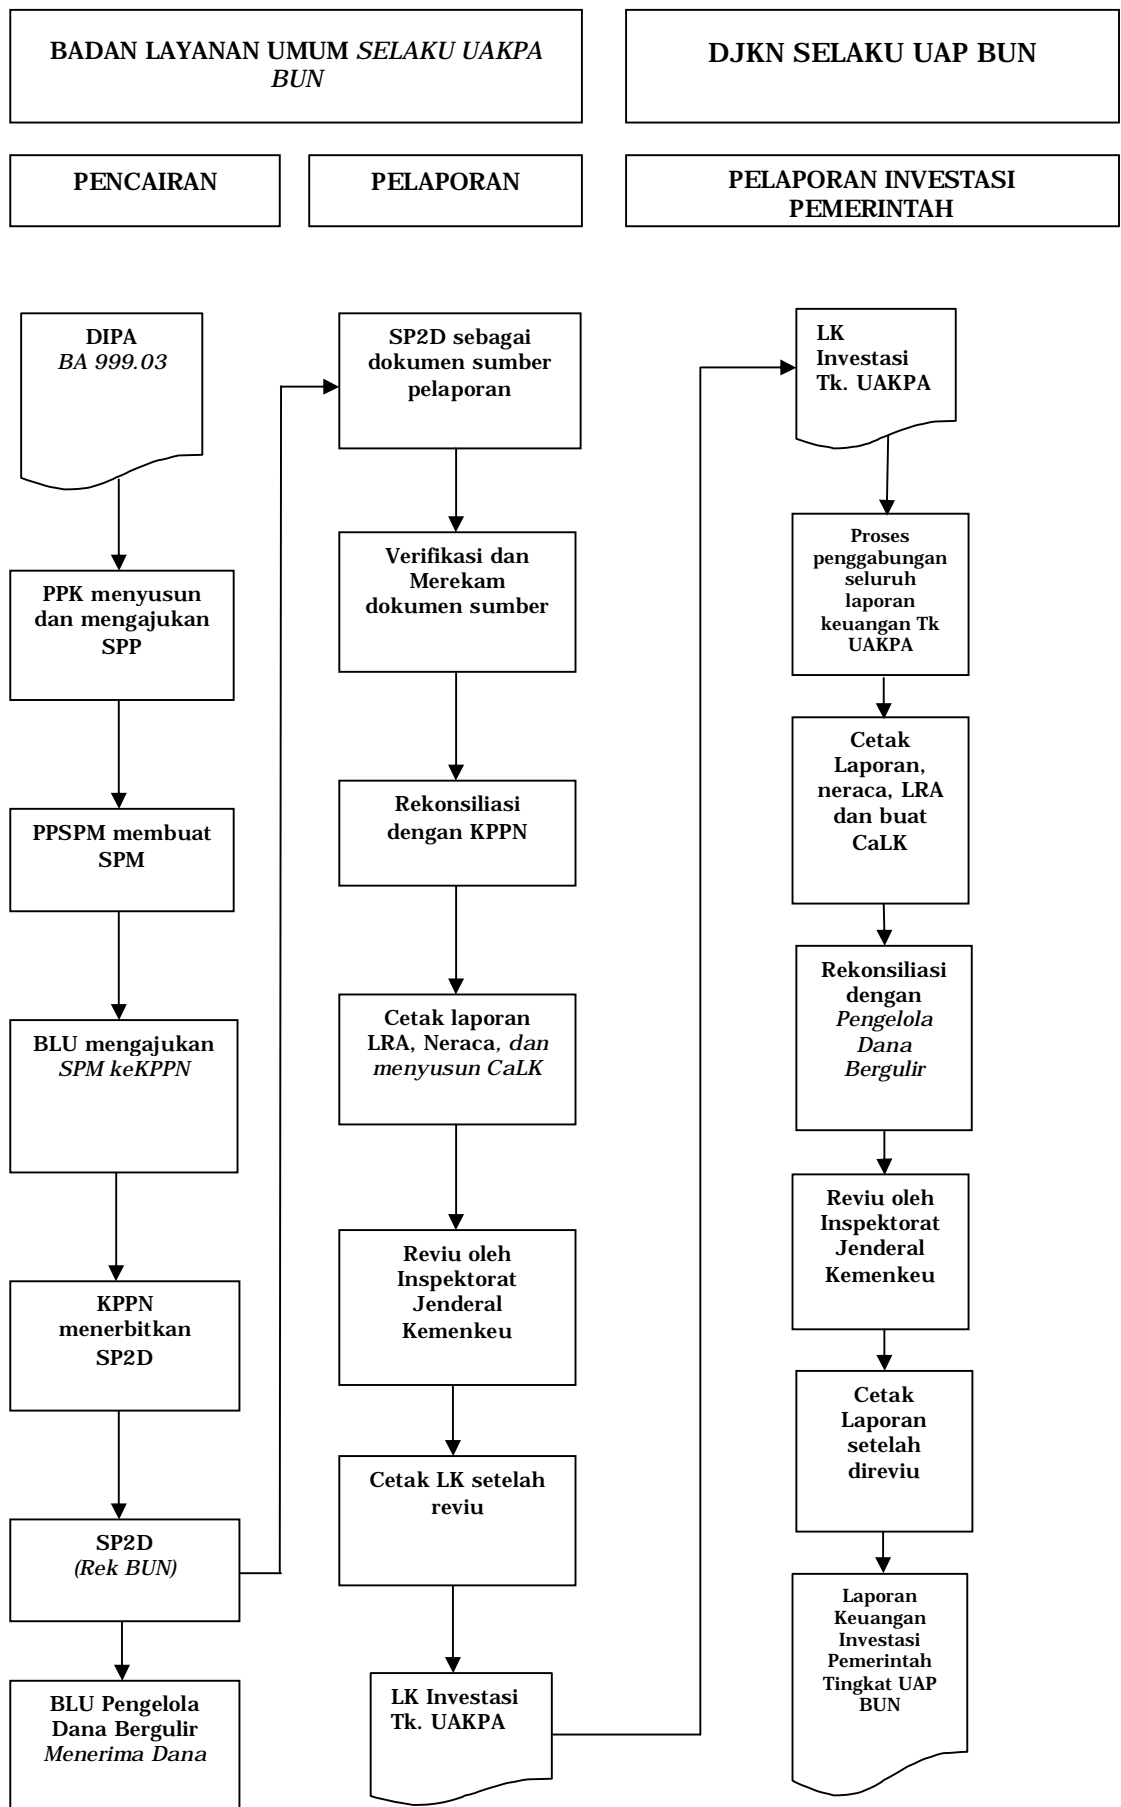 BADAN LAYANAN UMUM SELAKU UAKPA
BUN
DJKN SELAKU UAP BUN
PENCAIRAN
PELAPORAN
PELAPORAN INVESTASI
PEMERINTAH
DIPA
BA 999.03
PPK menyusun
dan mengajukan
SPP
PPSPM membuat
SPM
BLU mengajukan
SPM keKPPN
KPPN
menerbitkan
SP2D
SP2D
(Rek BUN)
BLU Pengelola
Dana Bergulir
Menerima Dana
SP2D sebagai
dokumen sumber
pelaporan
Verifikasi dan
Merekam
dokumen sumber
Rekonsiliasi
dengan KPPN
Cetak laporan
LRA, Neraca, dan
menyusun CaLK
Reviu oleh
Inspektorat
Jenderal
Kemenkeu
Cetak LK setelah
reviu
LK Investasi
Tk. UAKPA
LK
Investasi
Tk. UAKPA
Proses
penggabungan
seluruh
laporan
keuangan Tk
UAKPA
Cetak
Laporan,
neraca, LRA
dan buat
CaLK
Rekonsiliasi
dengan
Pengelola
Dana
Bergulir
Reviu oleh
Inspektorat
Jenderal
Kemenkeu
Cetak
Laporan
setelah
direviu
Laporan
Keuangan
Investasi
Pemerintah
Tingkat UAP
BUN